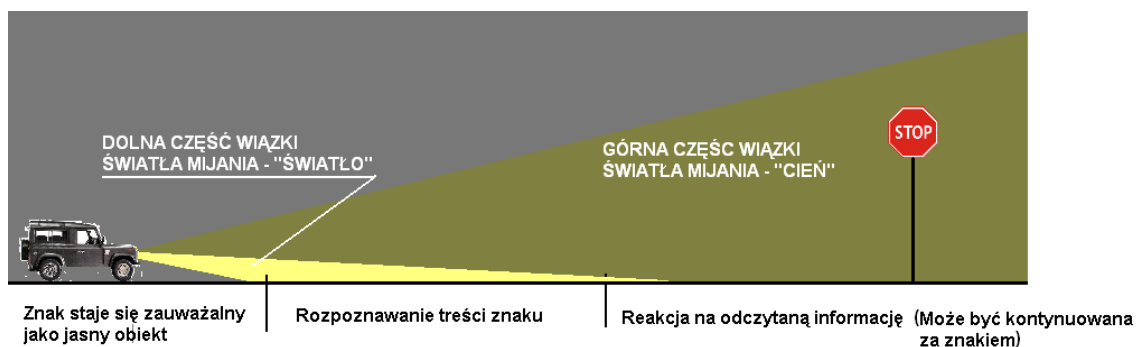 DOLNA CZĘŚĆ WIĄZKI
ŚWIATŁA MIJANIA - "ŚWIATŁO"
GÓRNA CZĘŚC WIĄZKI
ŚWIATŁA MIJANIA - "CIEŃ"
STOP
Znak staje się zauważalny
jako jasny obiekt
Rozpoznawanie treści znaku
Reakcja na odczytaną informację (Może być kontynuowana
za znakiem)